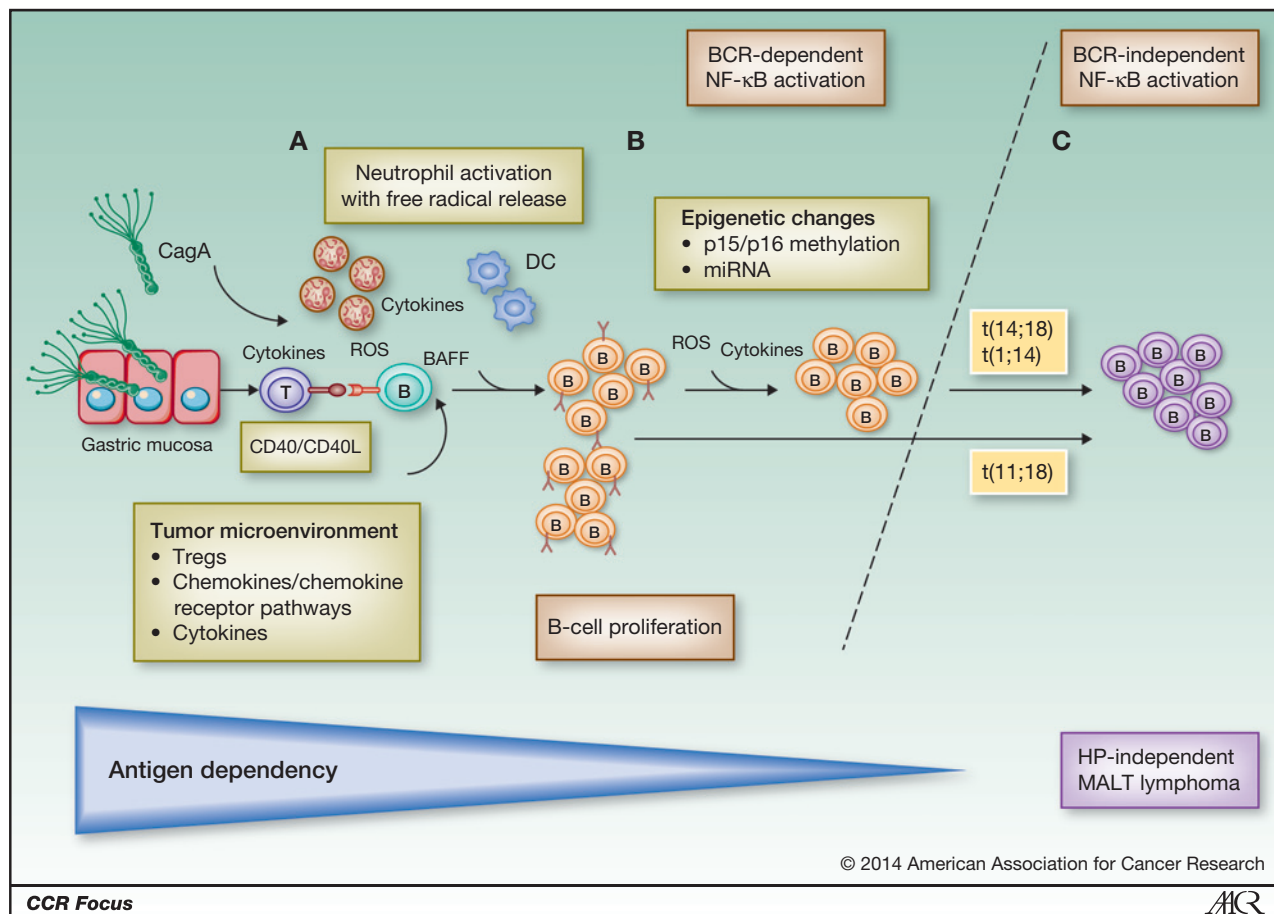 BCR-dependent
NF-κB activation
BCR-independent
NF-κB activation
A
B
C
Neutrophil activation
with free radical release
Epigenetic changes
• p15/p16 methylation
• miRNA
CagA
DC
Cytokines
Cytokines
ROS
BAFF
T
B
Gastric mucosa
CD40/CD40L
B
B
B
B
B
B
B
B
B
B
B
ROS
Cytokines
B
B
B
B
B
B
B
t(14;18)
t(1;14)
B
B
B
B
B
B
B
B
t(11;18)
Tumor microenvironment
• Tregs
• Chemokines/chemokine
receptor pathways
• Cytokines
B-cell proliferation
Antigen dependency
HP-independent
MALT lymphoma
© 2014 American Association for Cancer Research
CCR Focus
AACR